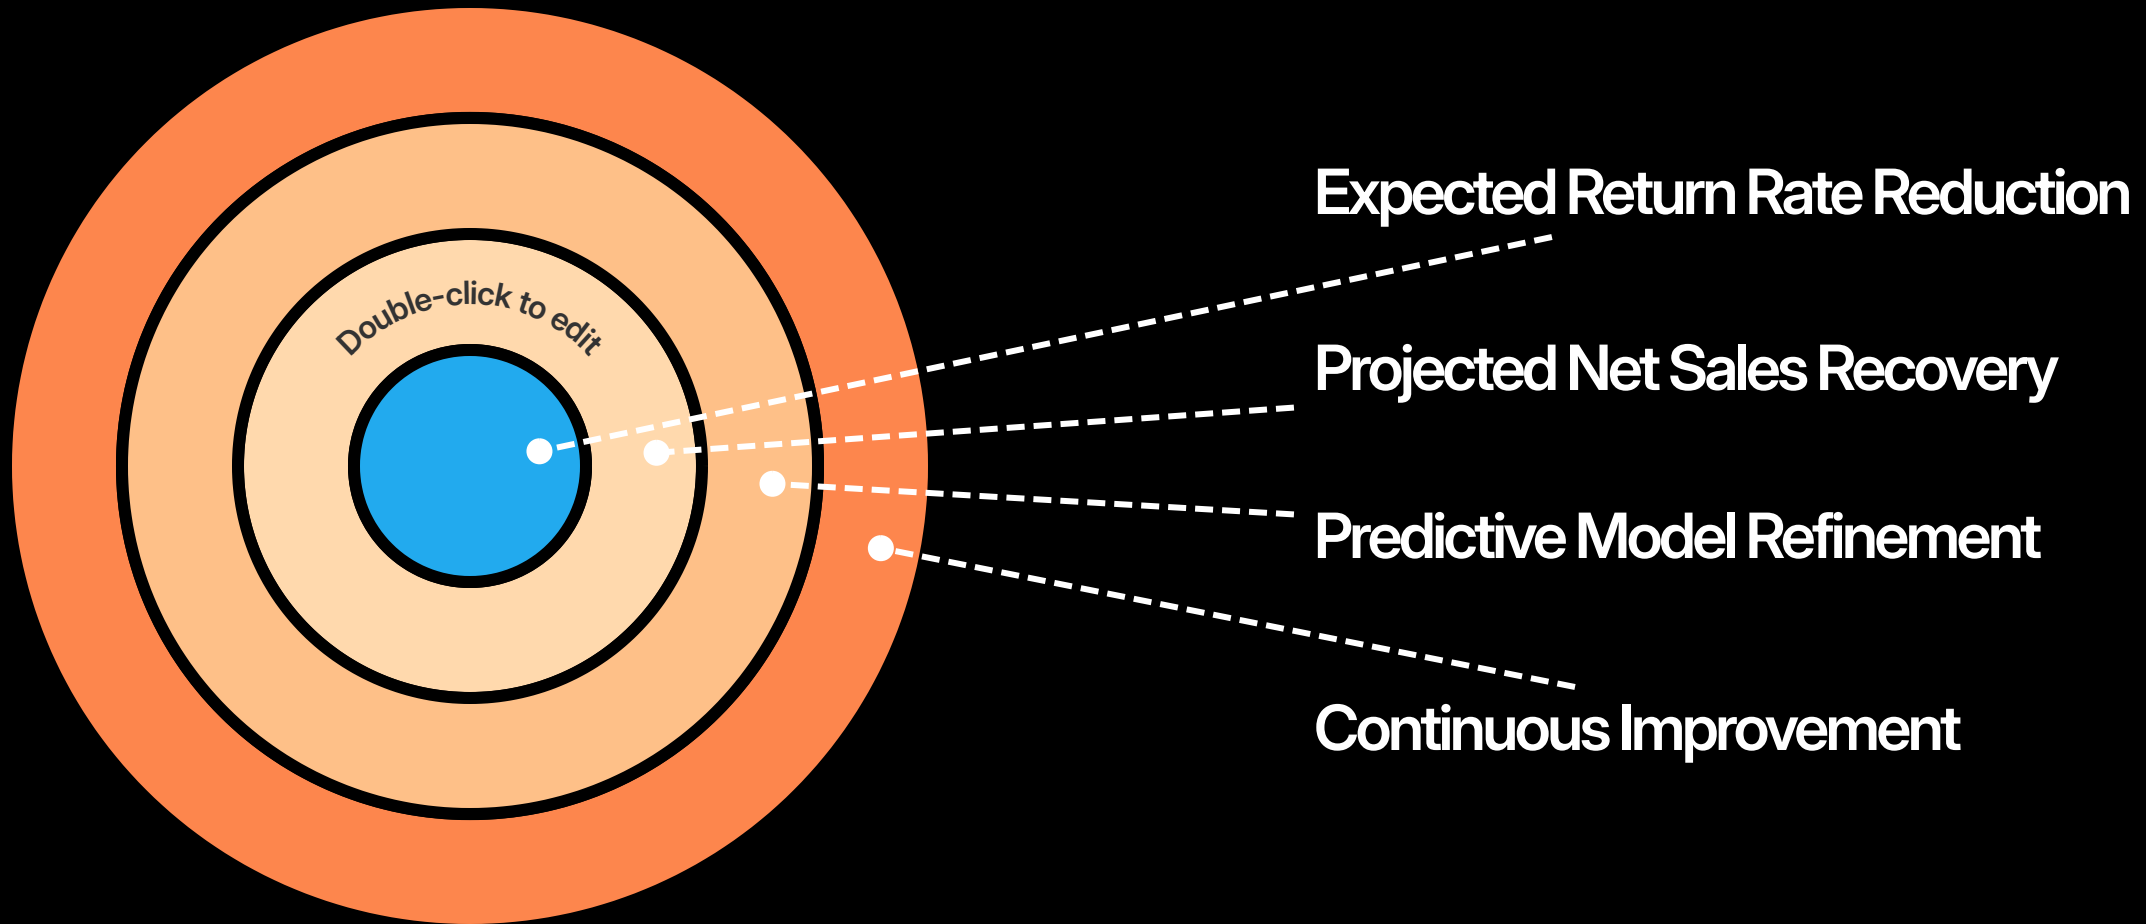 Double-click to edit
Expected Return Rate Reduction
Projected Net Sales Recovery
Predictive Model Refinement
Continuous Improvement